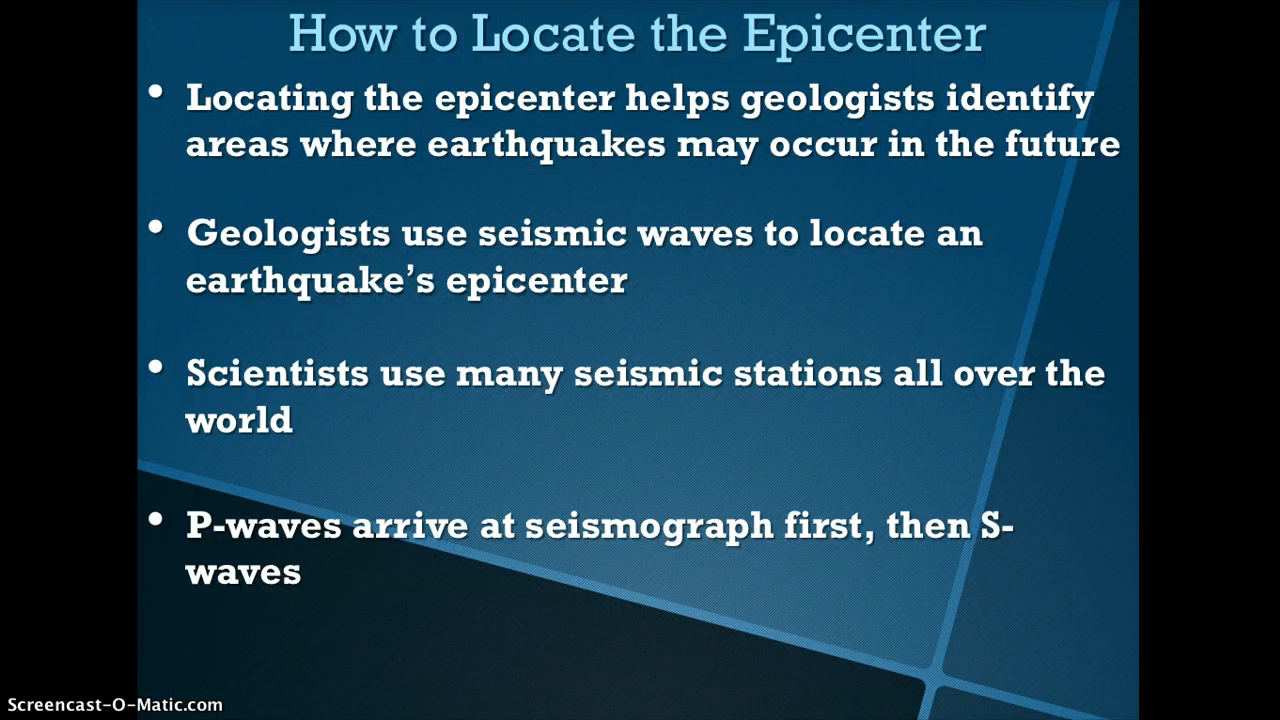 How to Locate the Epicenter
• Locating the epicenter helps geologists identify
areas where earthquakes may occur in the future
• Geologists use seismic waves to locate an
earthquake’s epicenter
• Scientists use many seismic stations all over the
world
• P-waves arrive at seismograph first, then S-
waves
Screencast-O-Matic.com